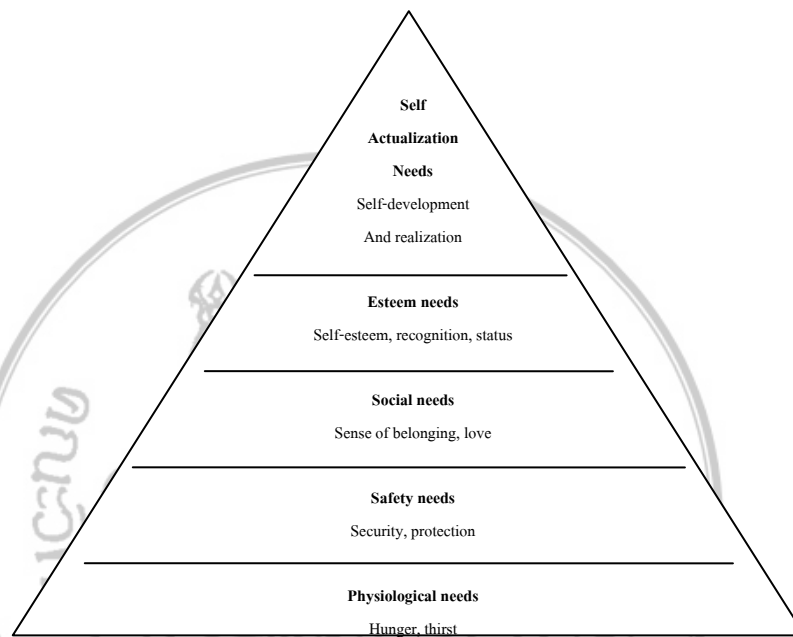 Self
Actualization
Needs
Self-development
And realization
Esteem needs
Self-esteem, recognition, status
Social needs
Sense of belonging, love
Safety needs
Security, protection
Physiological needs
Hunger, thirst